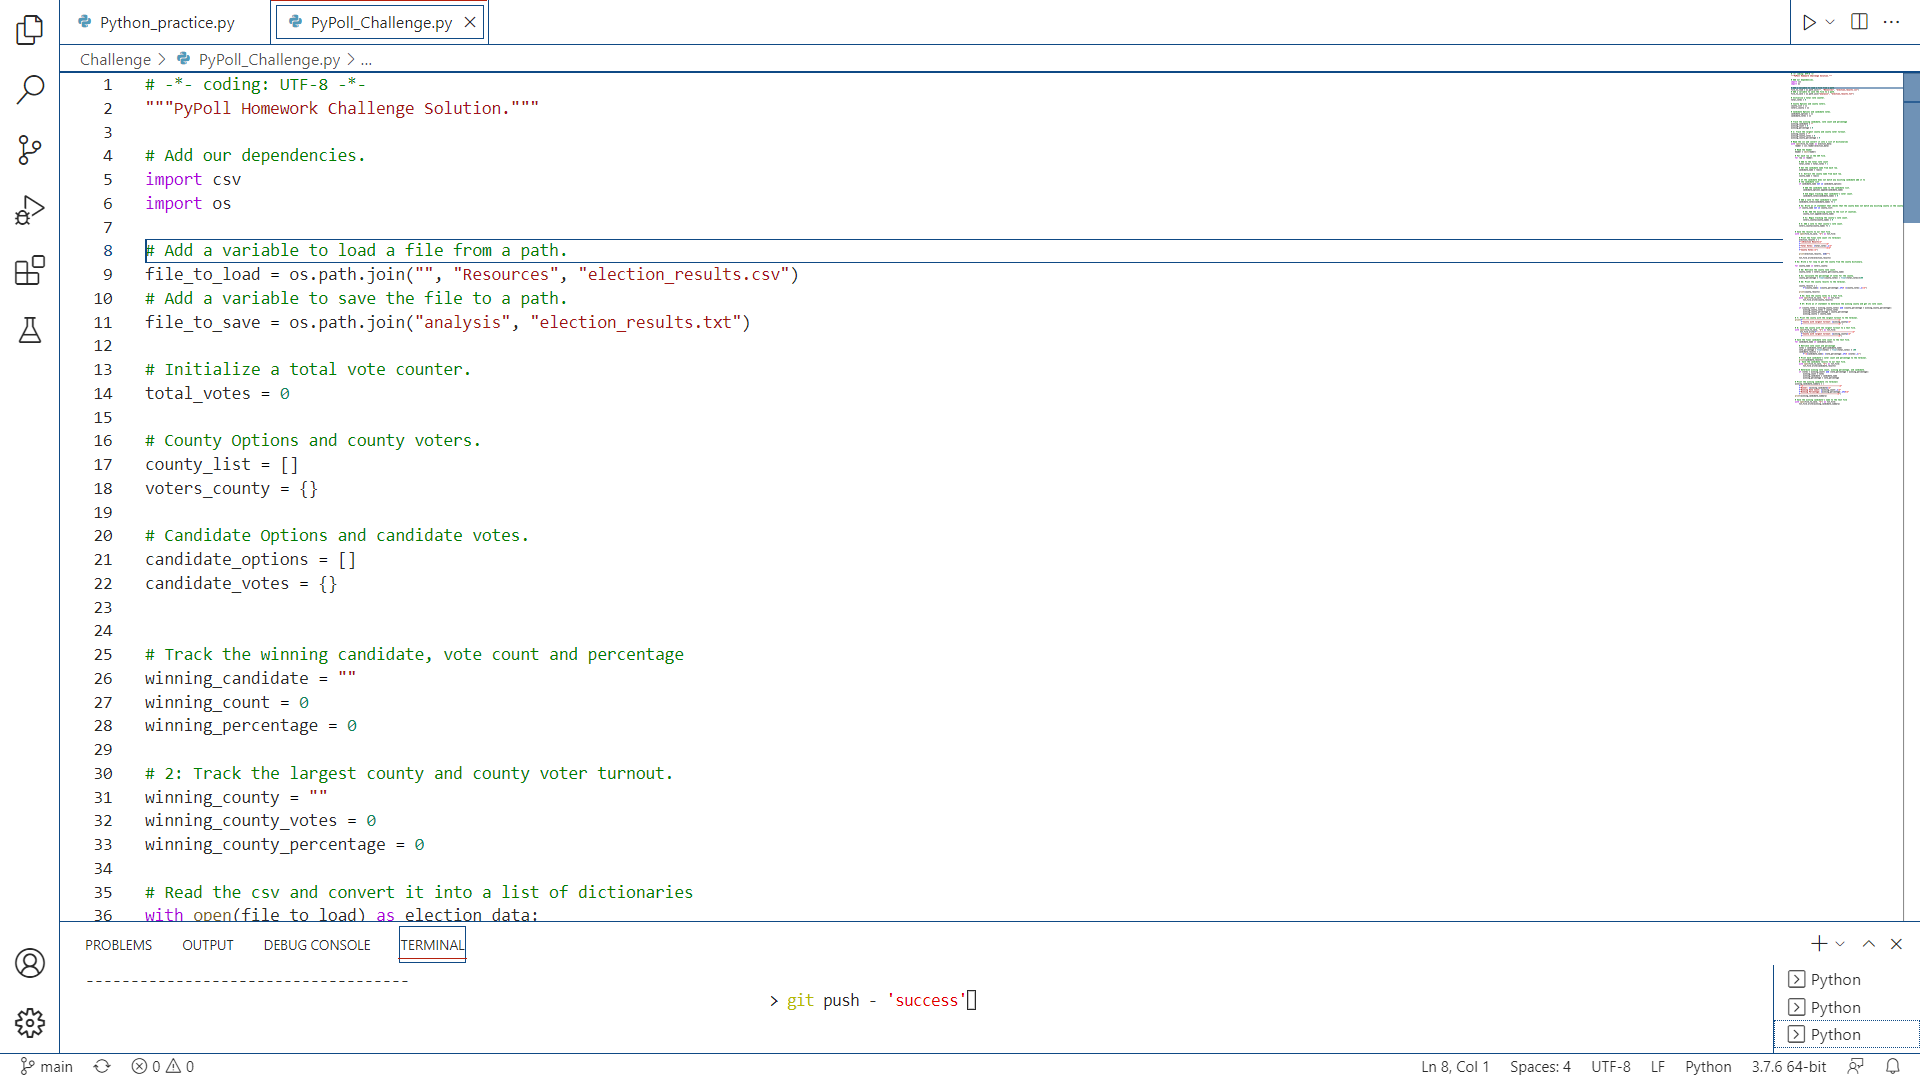 Python_practice.py
PyPoll_Challenge.py
Challenge > PyPoll_Challenge.py > ...
1 # -*- coding: UTF-8 -*-
2 """PyPoll Homework Challenge Solution."""
3
4 # Add our dependencies.
5 import csv
6 import os
7
8 # Add a variable to load a file from a path.
9 file_to_load = os.path.join("", "Resources", "election_results.csv")
10 # Add a variable to save the file to a path.
11 file_to_save = os.path.join("analysis", "election_results.txt")
12
13 # Initialize a total vote counter.
14 total_votes = 0
15
16 # County Options and county voters.
17 county_list = []
18 voters_county = {}
19
20 # Candidate Options and candidate votes.
21 candidate_options = []
22 candidate_votes = {}
23
24
25 # Track the winning candidate, vote count and percentage
26 winning_candidate = ""
27 winning_count = 0
28 winning_percentage = 0
29
30 # 2: Track the largest county and county voter turnout.
31 winning_county = ""
32 winning_county_votes = 0
33 winning_county_percentage = 0
34
35 # Read the csv and convert it into a list of dictionaries
36 with open(file_to_load) as election_data:
PROBLEMS OUTPUT DEBUG CONSOLE TERMINAL
------------------------------------
> git push - 'success'
Python
Python
Python
main 0 0 Ln 8, Col 1 Spaces: 4 UTF-8 LF Python 3.7.6 64-bit